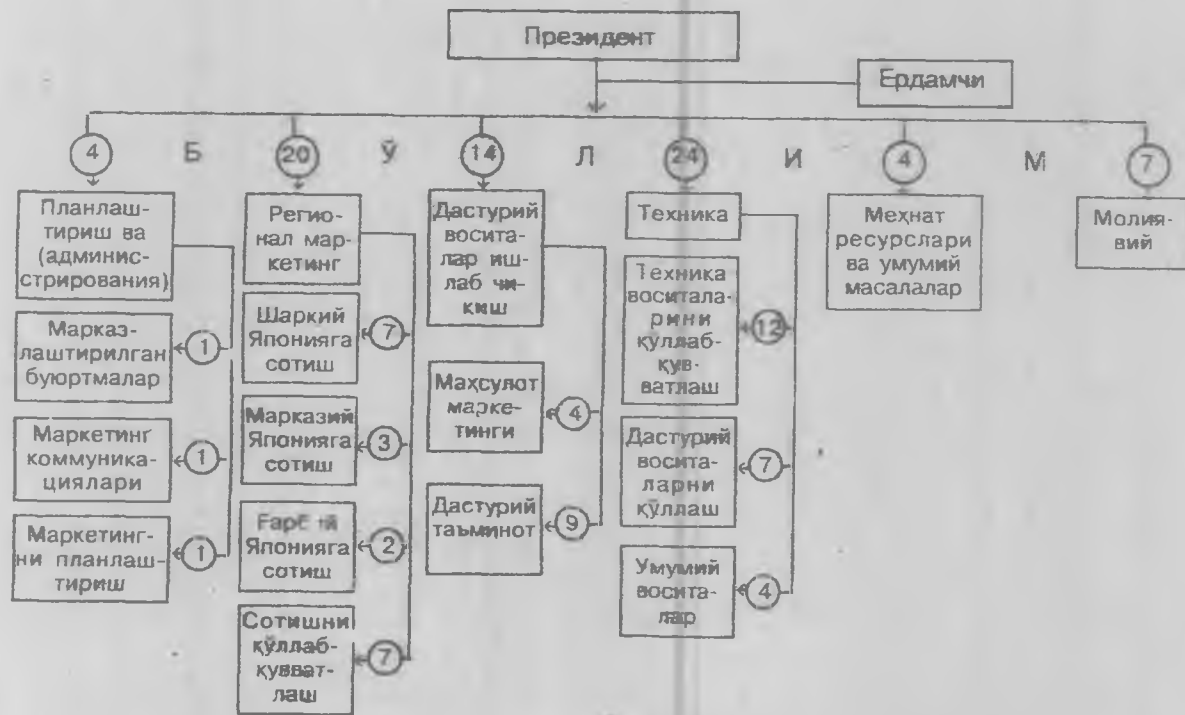 Президент
Ердамчи
4 Б 20 Ў 14 Л 24 И 4 М 7
Планлаш-
тириш ва
(админис-
стрирования)
Марказ-
лаштирилган
буюртмалар
1
Маркетинг
коммуника-
циялари
1
Маркетинг-
ни планлаш-
тириш
1
Регио-
нал мар-
кетинг
Шаркий
Японияга
сотиш
7
Марказий
Японияга
сотиш
3
Японияга
сотиш
2
Сотишни
қўллаб-
қувват-
лаш
7
Дастурий
восита-
лар иш-
лаб чи-
киш
Маҳсулот
марке-
тинги
4
Дастурий
таъминот
9
Техника
Техника
воситала-
рини
қўллаб-
қув-
ватлаш
12
Дастурий
восита-
ларни
қўллаш
7
Умумий
восита-
лар
4
Меҳнат
ресурслари
ва умумий
масалалар
Молия-
вий